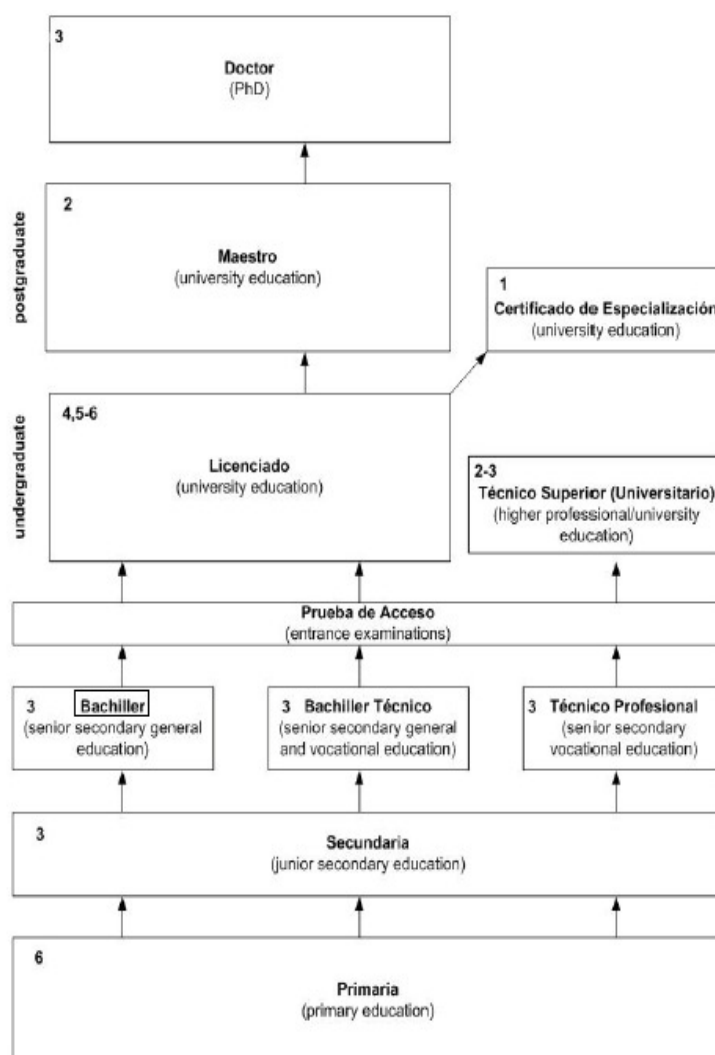 3
Doctor
(PhD)
postgraduate
2
Maestro
(university education)
1
Certificado de Especialización
(university education)
undergraduate
4,5-6
Licenciado
(university education)
2-3
Técnico Superior (Universitario)
(higher professional/university
education)
Prueba de Acceso
(entrance examinations)
3 Bachiller
(senior secondary general
education)
3 Bachiller Técnico
(senior secondary general
and vocational education)
3 Técnico Profesional
(senior secondary
vocational education)
3
Secundaria
(junior secondary education)
6
Primaria
(primary education)